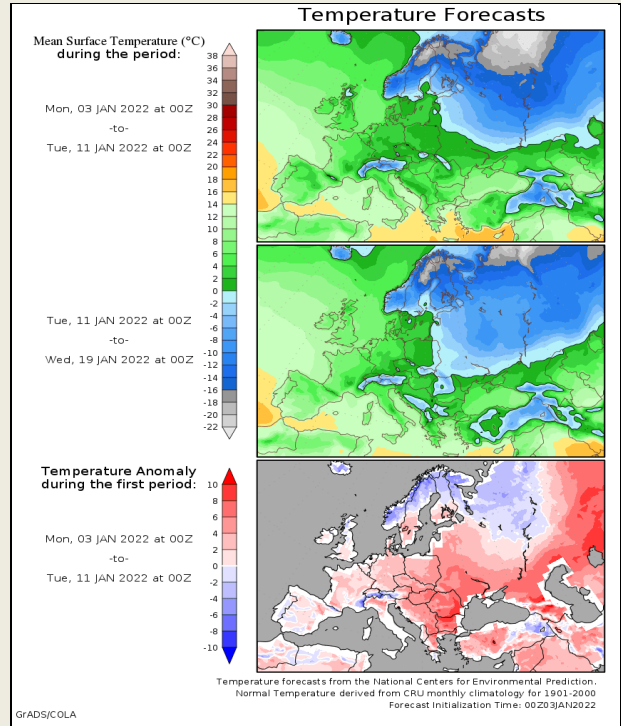 Temperature Forecasts
Mean Surface Temperature (°C)
during the period:
Mon, 03 JAN 2022 at 00Z
-to-
Tue, 11 JAN 2022 at 00Z
38
36
34
32
30
28
26
24
22
20
18
16
14
12
10
8
6
4
2
0
-2
-4
-6
-8
-10
-12
-14
-16
-18
-20
-22
Tue, 11 JAN 2022 at 00Z
-to-
Wed, 19 JAN 2022 at 00Z
Temperature Anomaly
during the first period:
Mon, 03 JAN 2022 at 00Z
-to-
Tue, 11 JAN 2022 at 00Z
10
8
6
4
2
0
-2
-4
-6
-8
-10
Temperature forecasts from the National Centers for Environmental Prediction.
Normal Temperature derived from CRU monthly climatology for 1901-2000
Forecast Initialization Time: 00Z03JAN2022
GrADS/COLA